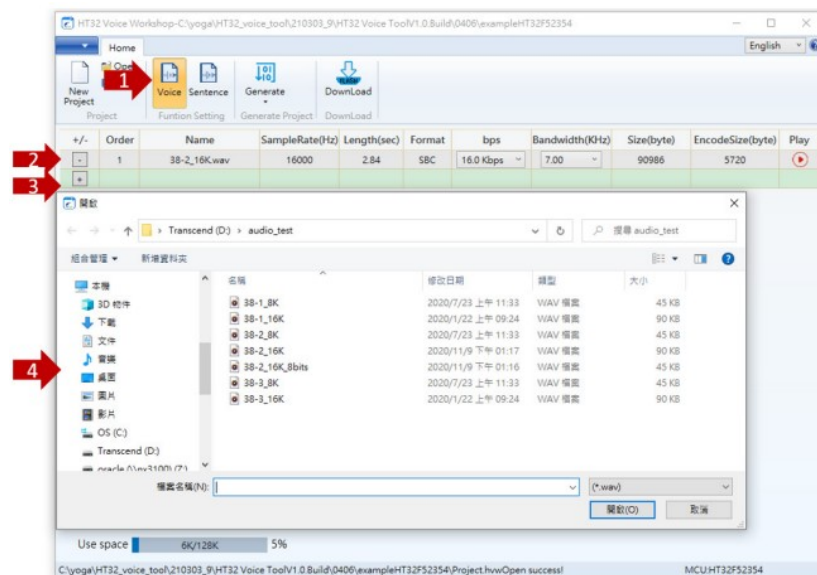 HT32 Voice Workshop-C:\yoga\HT32_voice_tool\210303_9\HT32 Voice ToolV1.0.Build\0406\exampleHT32F52354
Home
English
1
New Project
Open
Voice
Sentence
Generate
DownLoad
Project
Funtion Setting
Generate Project
DownLoad
+/- Order Name SampleRate(Hz) Length(sec) Format bps Bandwidth(KHz) Size(byte) EncodeSize(byte) Play
2 - 1 38-2_16K.wav 16000 2.84 SBC 16.0 Kbps 7.00 90986 5720
3 +
開啟
Transcend (D:) › audio_test
搜尋 audio_test
組合管理 新增資料夾
本機
3D 物件
下載
文件
音樂
4
桌面
圖片
影片
OS (C:)
Transcend (D:)
oracle (\\nx3100) (Z:)
名稱 修改日期 類型 大小
38-1_8K 2020/7/23 上午 11:33 WAV 檔案 45 KB
38-1_16K 2020/1/22 上午 09:24 WAV 檔案 90 KB
38-2_8K 2020/7/23 上午 11:33 WAV 檔案 45 KB
38-2_16K 2020/11/9 下午 01:17 WAV 檔案 90 KB
38-2_16K_8bits 2020/11/9 下午 01:16 WAV 檔案 45 KB
38-3_8K 2020/7/23 上午 11:33 WAV 檔案 45 KB
38-3_16K 2020/1/22 上午 09:24 WAV 檔案 90 KB
檔案名稱(N):
(*.wav)
開啟(O) 取消
Use space 6K/128K 5%
C:\yoga\HT32_voice_tool\210303_9\HT32 Voice ToolV1.0.Build\0406\exampleHT32F52354\Project.hvwOpen success! MCU:HT32F52354